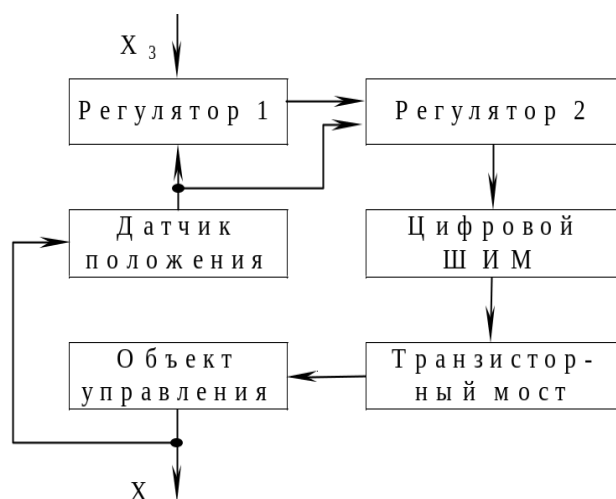 X з
Регулятор 1
Регулятор 2
Датчик
положения
Цифровой
ШИМ
Объект
управления
Транзистор-
ный мост
X